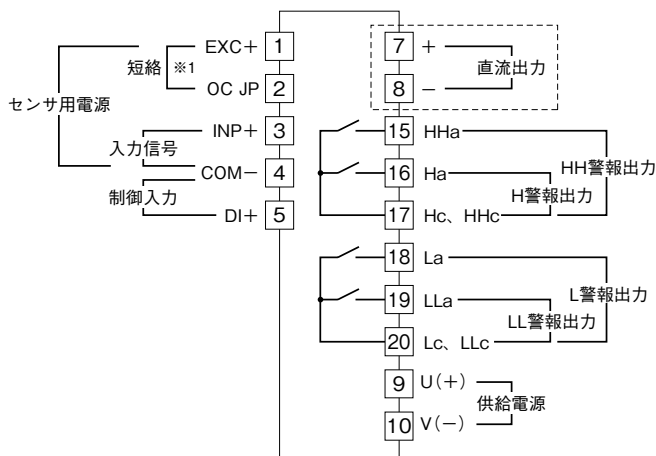 EXC+ 1
短絡 ※1
OC JP 2
センサ用電源
INP+ 3
入力信号
COM− 4
制御入力
DI+ 5
7 +
直流出力
8 −
15 HHa
HH警報出力
16 Ha
H警報出力
17 Hc、HHc
18 La
L警報出力
19 LLa
LL警報出力
20 Lc、LLc
9 U(+)
供給電源
10 V(−)